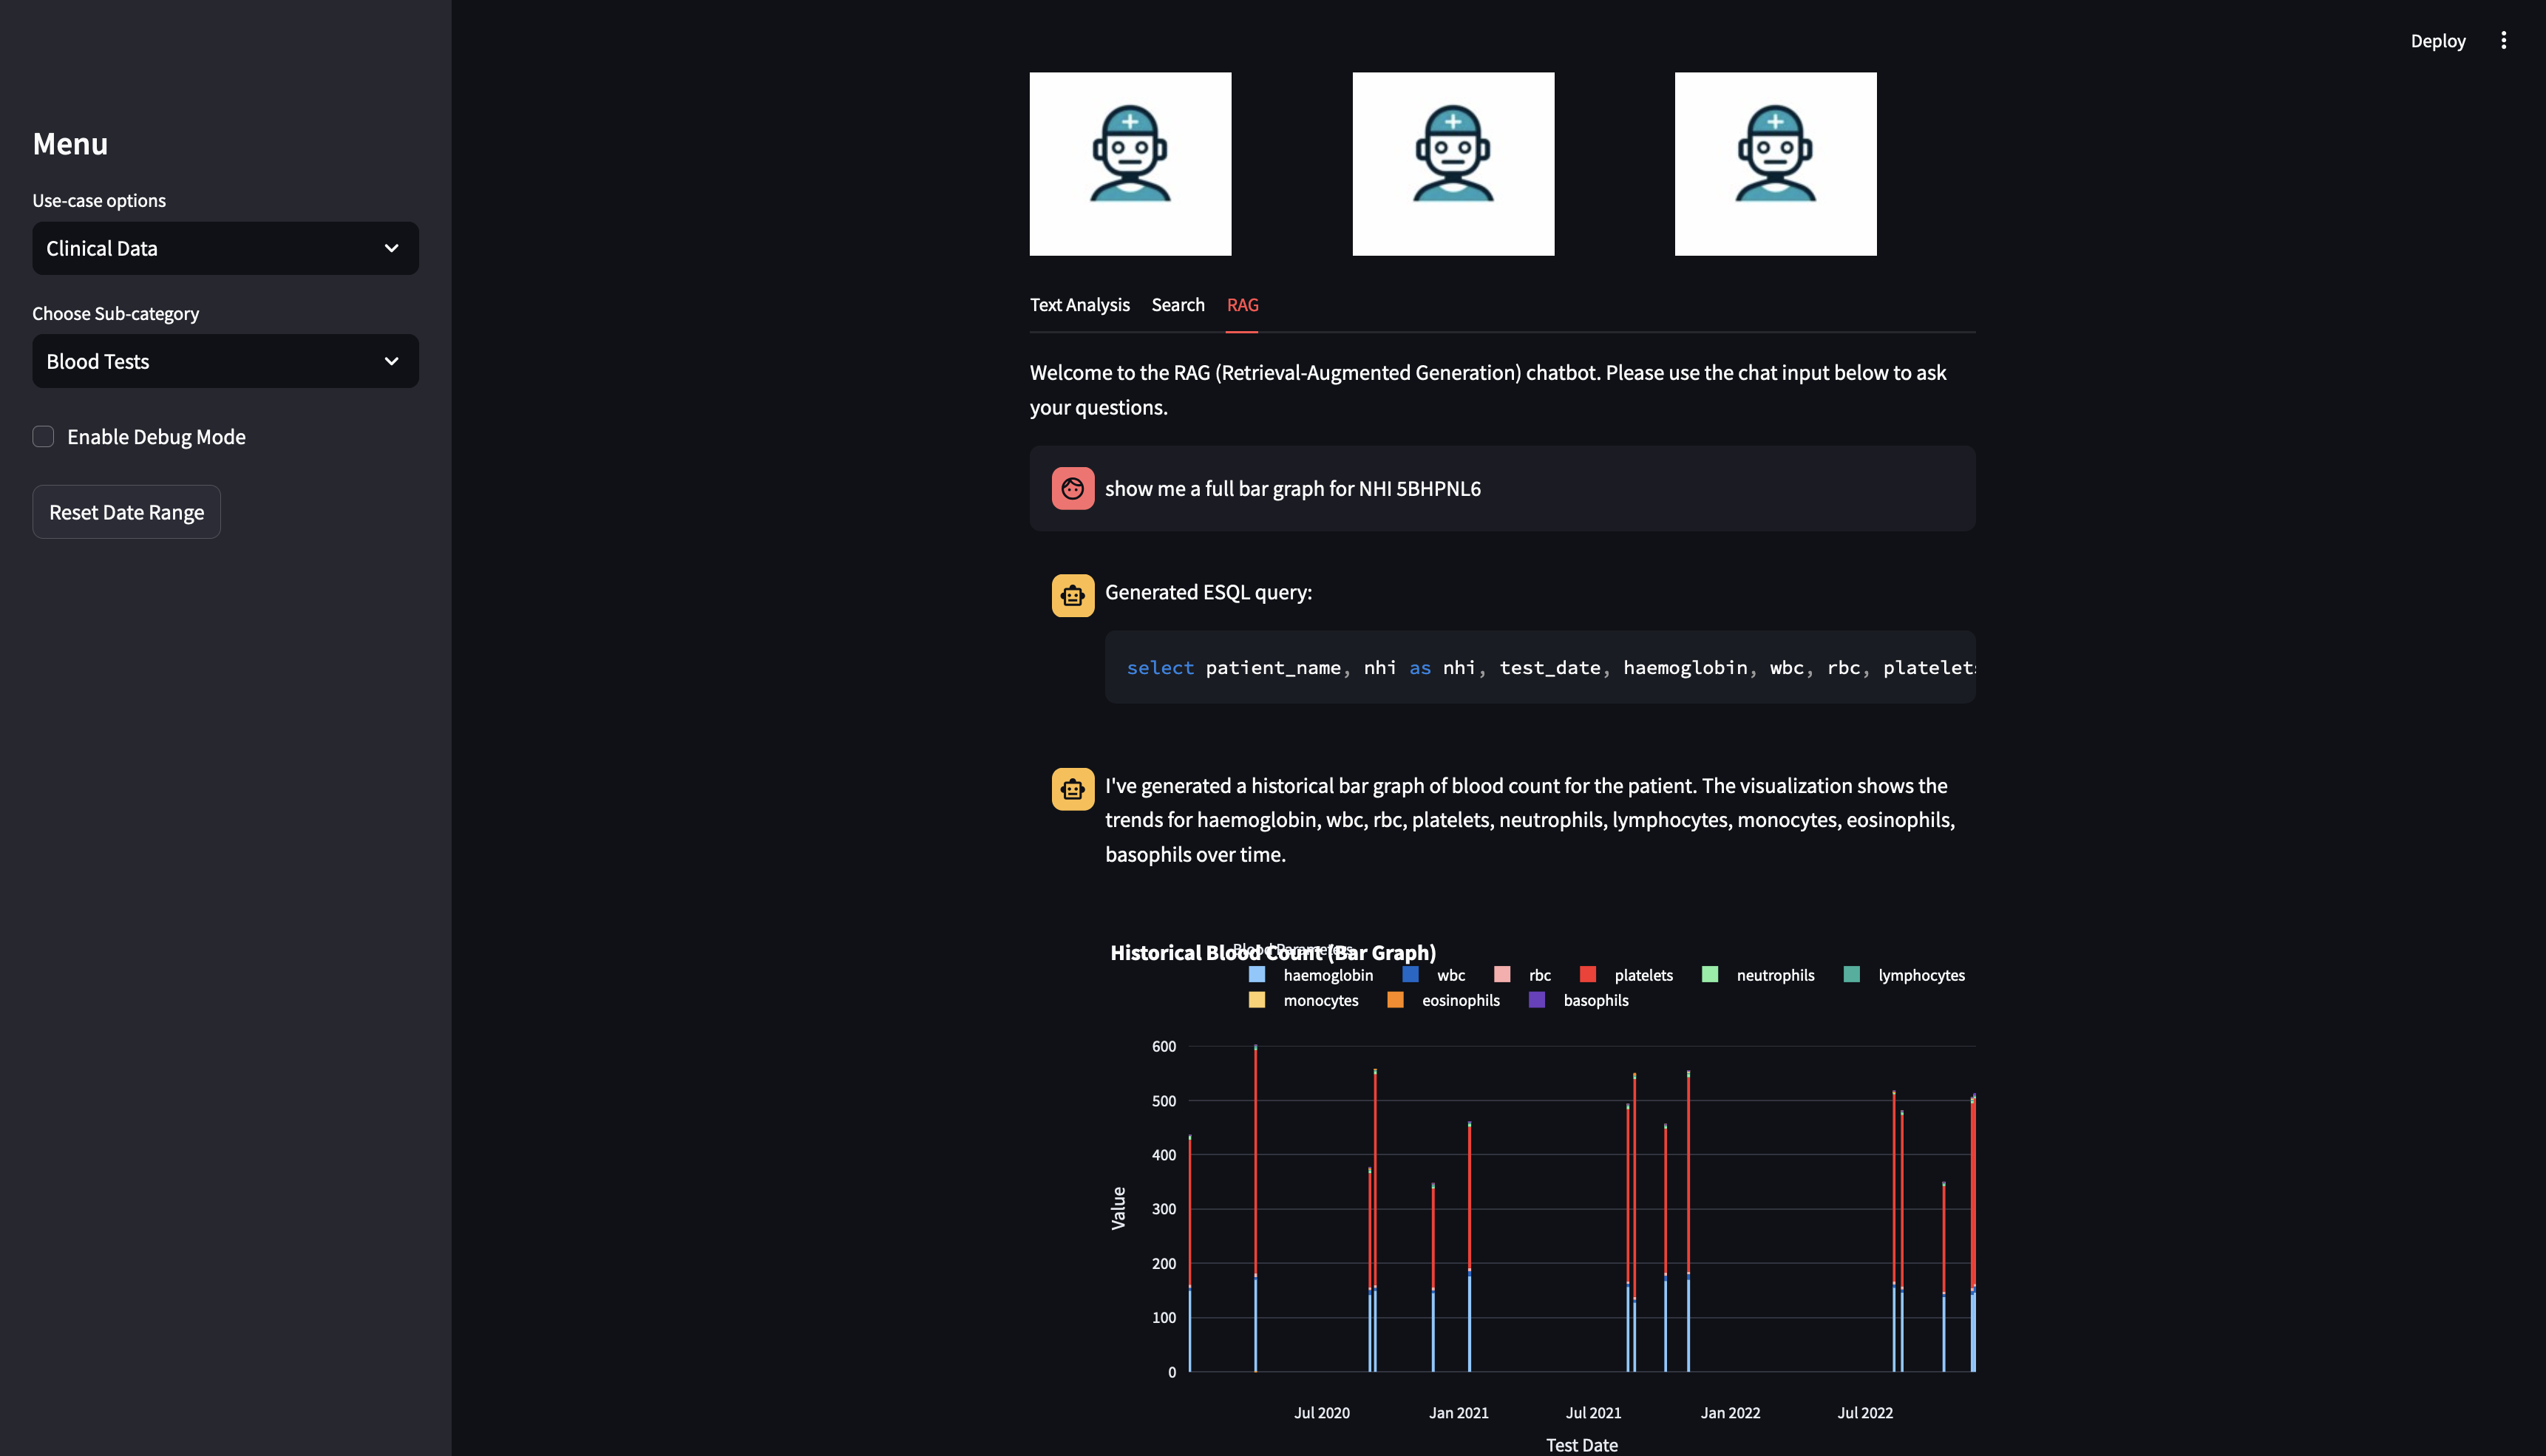 Deploy
Menu
Use-case options
Clinical Data
Choose Sub-category
Blood Tests
Enable Debug Mode
Reset Date Range
Text Analysis Search RAG
Welcome to the RAG (Retrieval-Augmented Generation) chatbot. Please use the chat input below to ask
your questions.
show me a full bar graph for NHI 5BHPNL6
Generated ESQL query:
select patient_name, nhi as nhi, test_date, haemoglobin, wbc, rbc, platelets
I've generated a historical bar graph of blood count for the patient. The visualization shows the
trends for haemoglobin, wbc, rbc, platelets, neutrophils, lymphocytes, monocytes, eosinophils,
basophils over time.
Historical Blood Count (Bar Graph)
Blood Parameters
haemoglobin wbc rbc platelets neutrophils lymphocytes
monocytes eosinophils basophils
600
500
400
300
200
100
0
Value
Jul 2020 Jan 2021 Jul 2021 Jan 2022 Jul 2022
Test Date